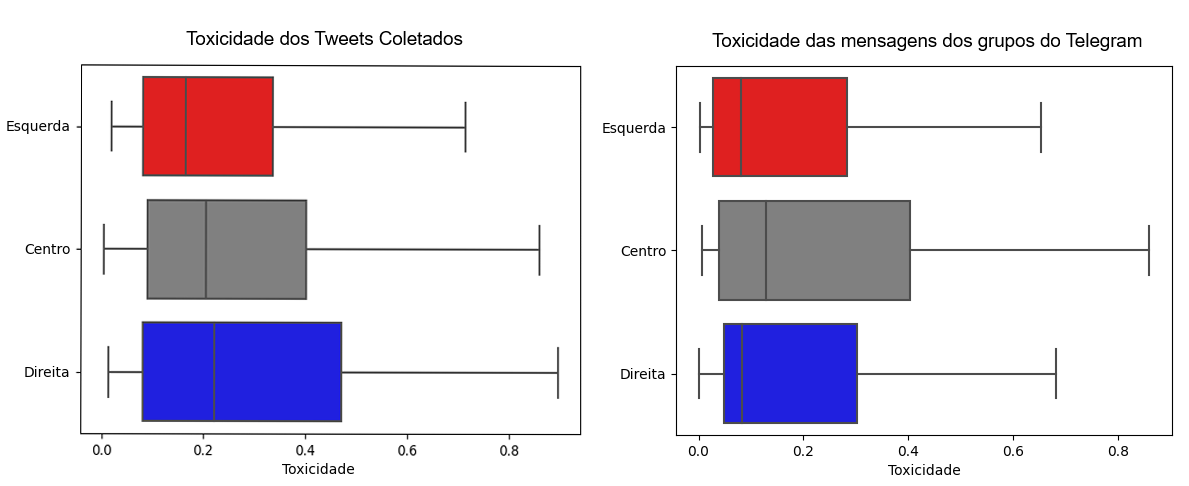 Toxicidade dos Tweets Coletados
Esquerda
Centro
Direita
0.0 0.2 0.4 0.6 0.8
Toxicidade
Toxicidade das mensagens dos grupos do Telegram
Esquerda
Centro
Direita
0.0 0.2 0.4 0.6 0.8
Toxicidade